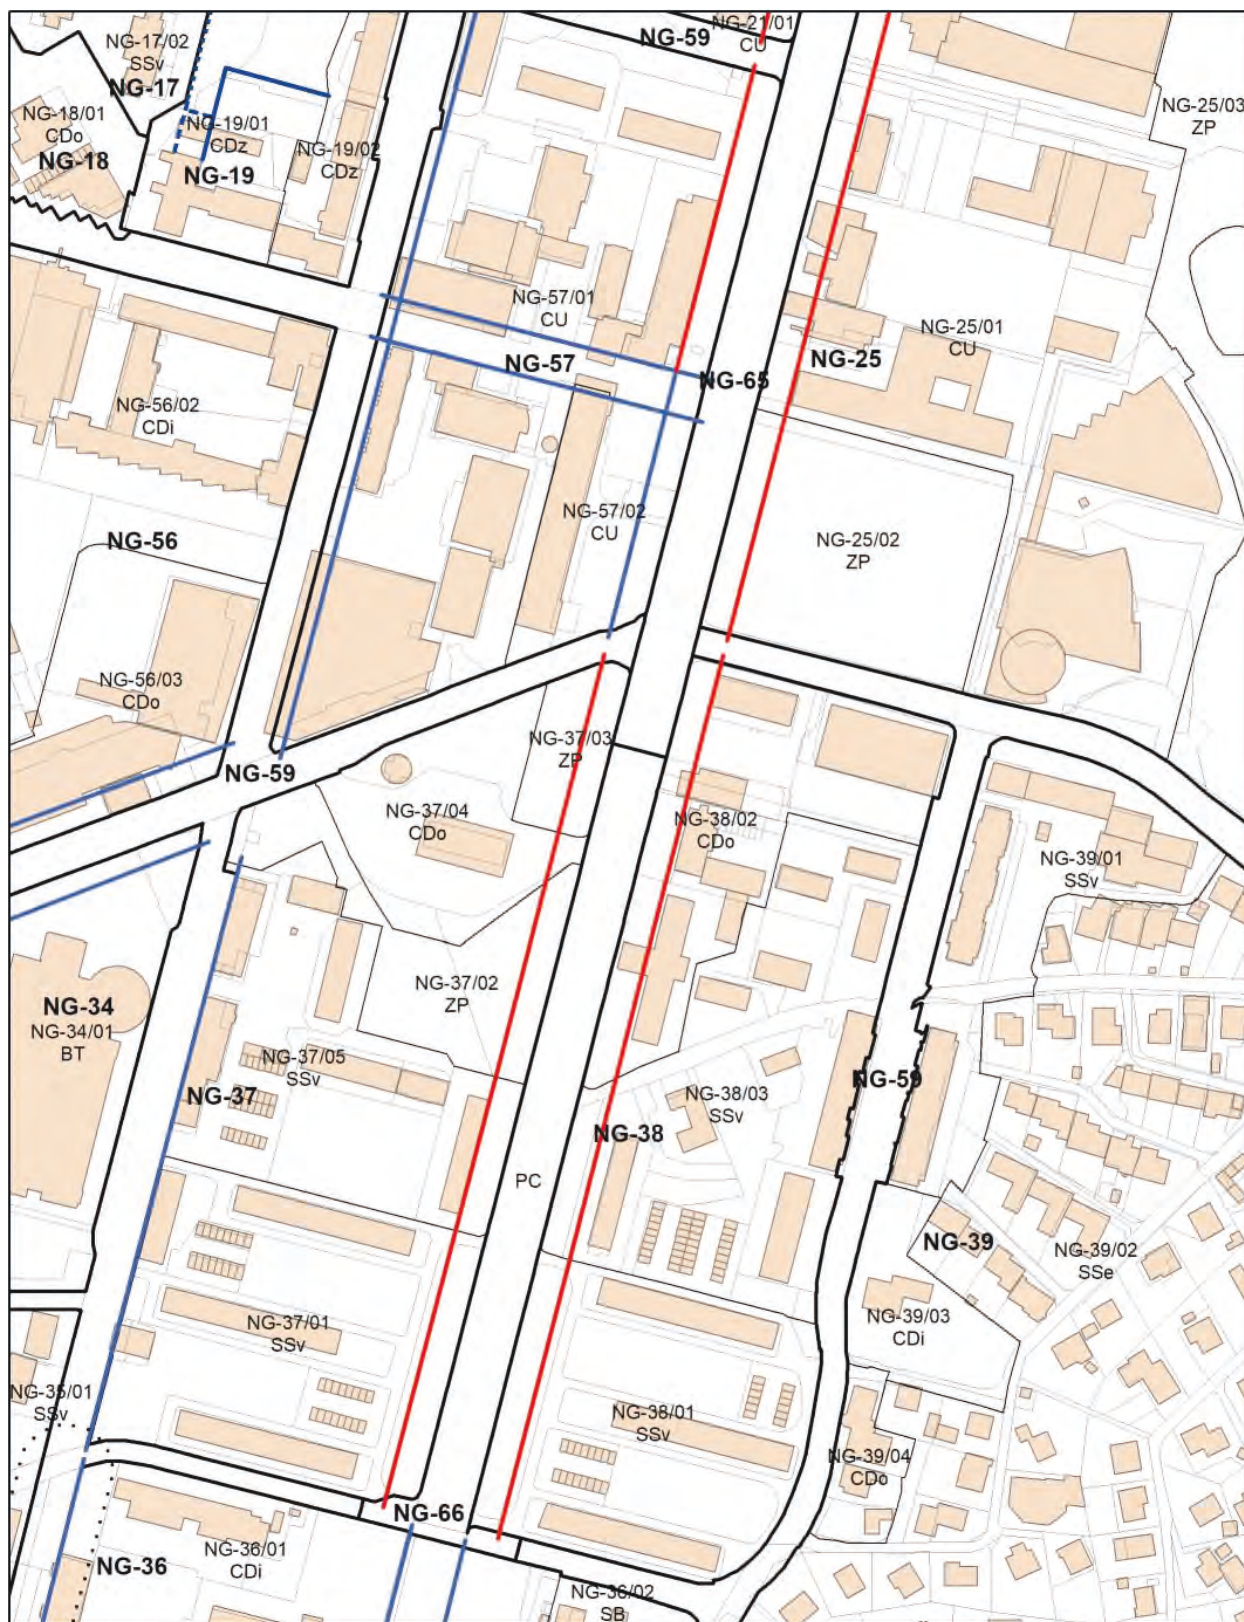 NG-21/01
CU
NG-59
NG-17/02
SSv
NG-17
NG-18/01
CDo
NG-18
NG-19/01
CDz
NG-19
NG-19/02
CDz
NG-25/03
ZP
NG-57/01
CU
NG-57
NG-65
NG-25
NG-25/01
CU
NG-56/02
CDi
NG-57/02
CU
NG-56
NG-25/02
ZP
NG-56/03
CDo
NG-59
NG-37/03
ZP
NG-37/04
CDo
NG-38/02
CDo
NG-39/01
SSv
NG-37/02
ZP
NG-38
NG-34
NG-34/01
BT
NG-37/05
SSv
NG-37
NG-59
NG-38/03
SSv
NG-38
PC
NG-39
NG-39/02
SSe
NG-39/03
CDi
NG-37/01
SSv
NG-35/01
SSv
NG-38/01
SSv
NG-39/04
CDo
NG-66
NG-36/01
CDi
NG-36
NG-36/02
SB